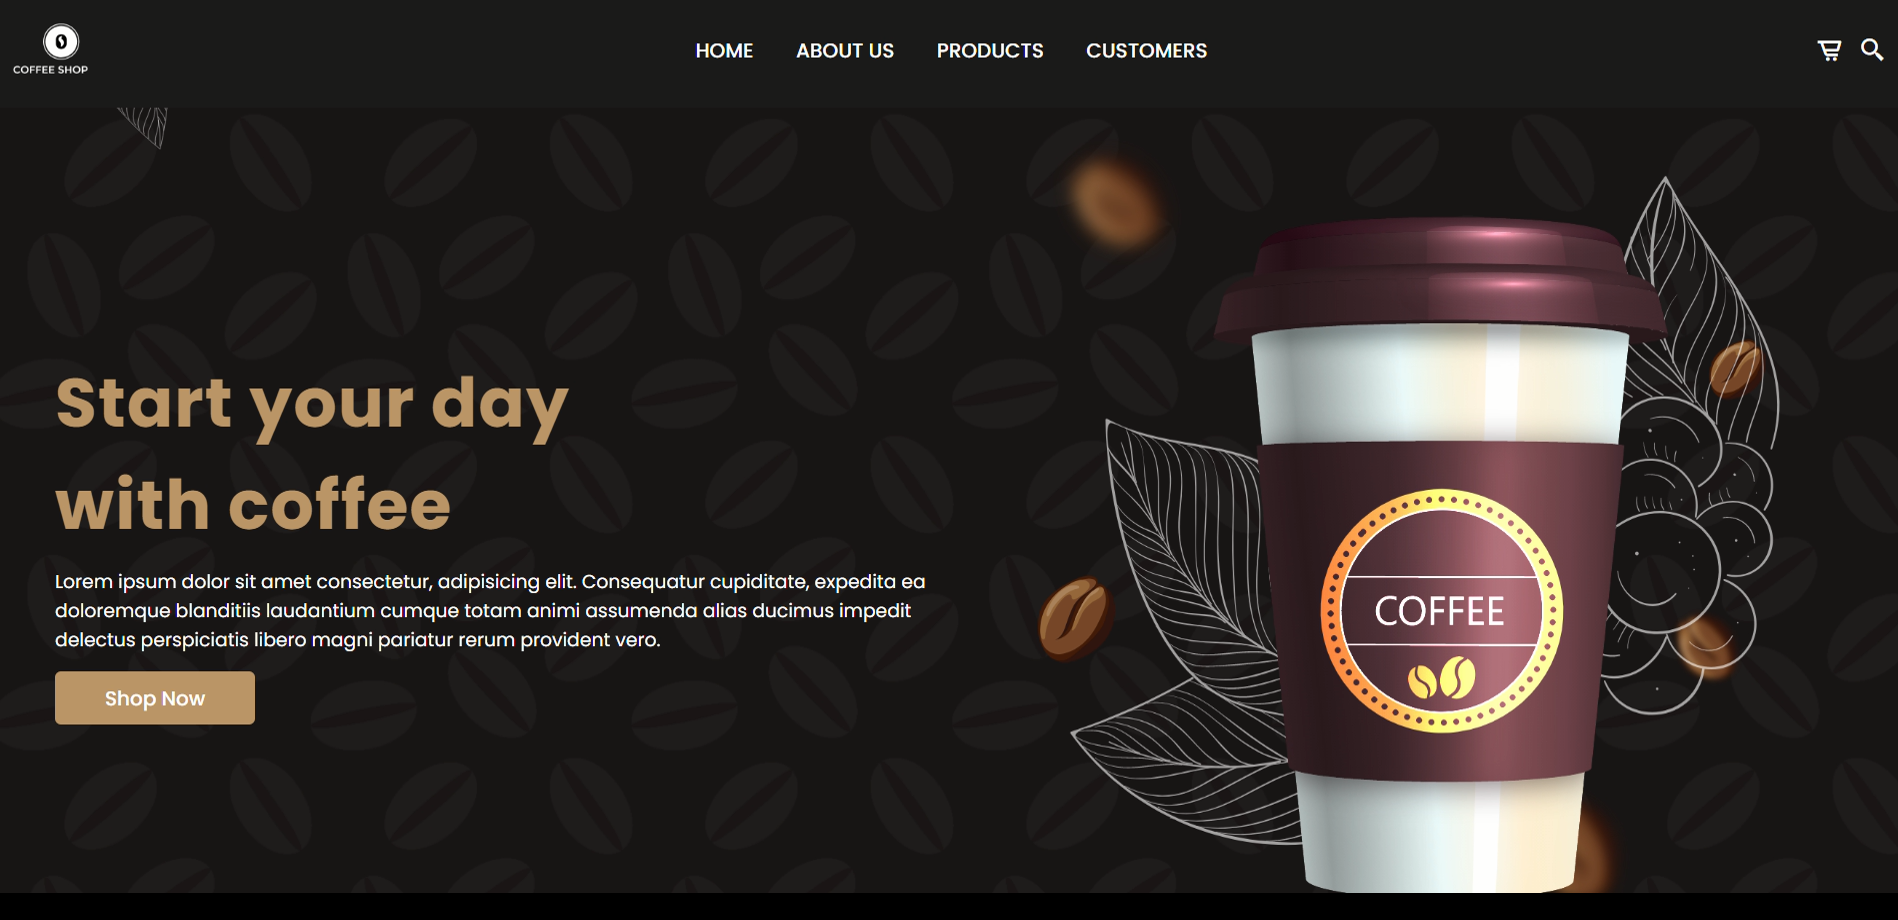 COFFEE SHOP
HOME
ABOUT US
PRODUCTS
CUSTOMERS
Start your day
with coffee
Lorem ipsum dolor sit amet consectetur, adipisicing elit. Consequatur cupiditate, expedita ea
doloremque blanditiis laudantium cumque totam animi assumenda alias ducimus impedit
delectus perspiciatis libero magni pariatur rerum provident vero.
Shop Now
COFFEE